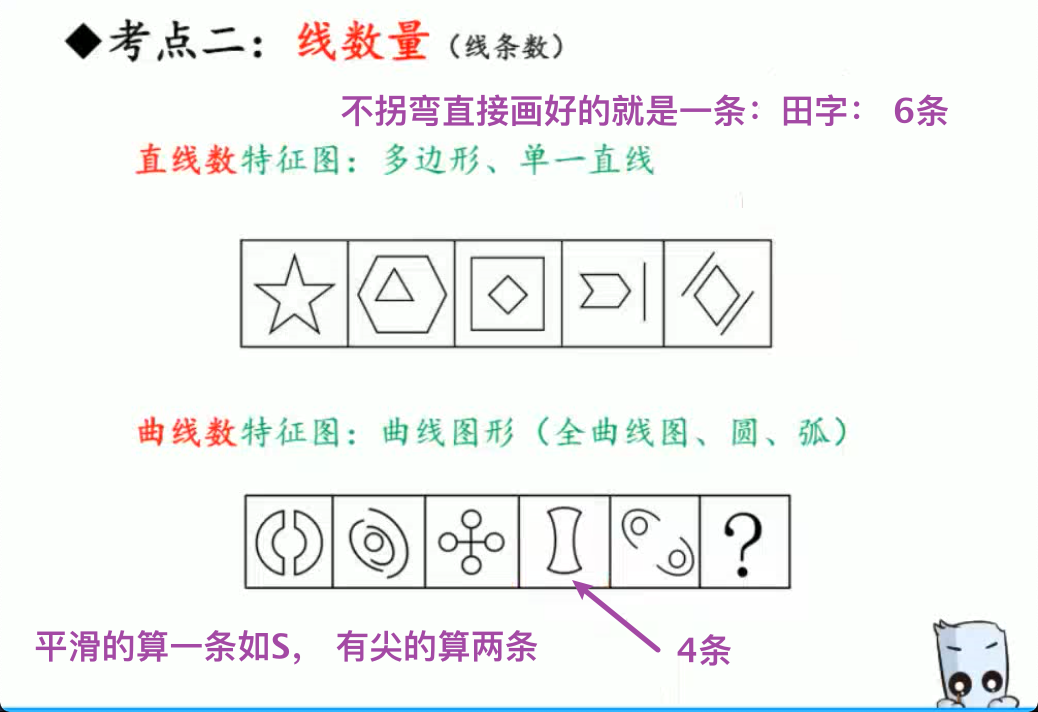 ◆考点二：线数量（线条数）
不拐弯直接画好的就是一条：田字： 6条
直线数特征图：多边形、单一直线
曲线数特征图：曲线图形（全曲线图、圆、弧）
?
平滑的算一条如S， 有尖的算两条
4条